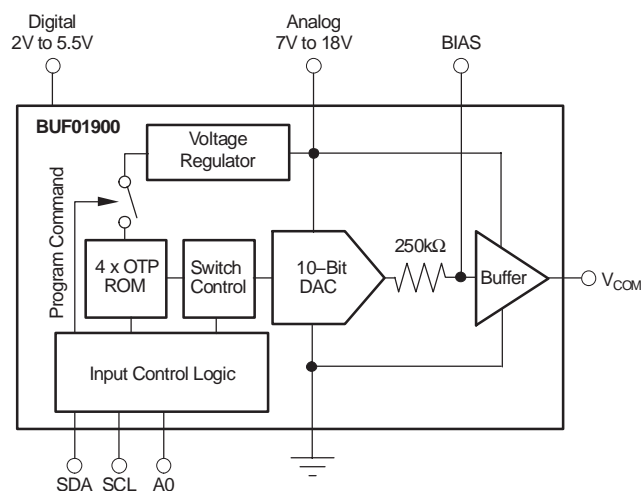 Digital
2V to 5.5V
Analog
7V to 18V
BIAS
BUF01900
Voltage
Regulator
Program Command
250kΩ
4 x OTP
ROM
Switch
Control
10–Bit
DAC
Buffer
VCOM
Input Control Logic
SDA
SCL
A0